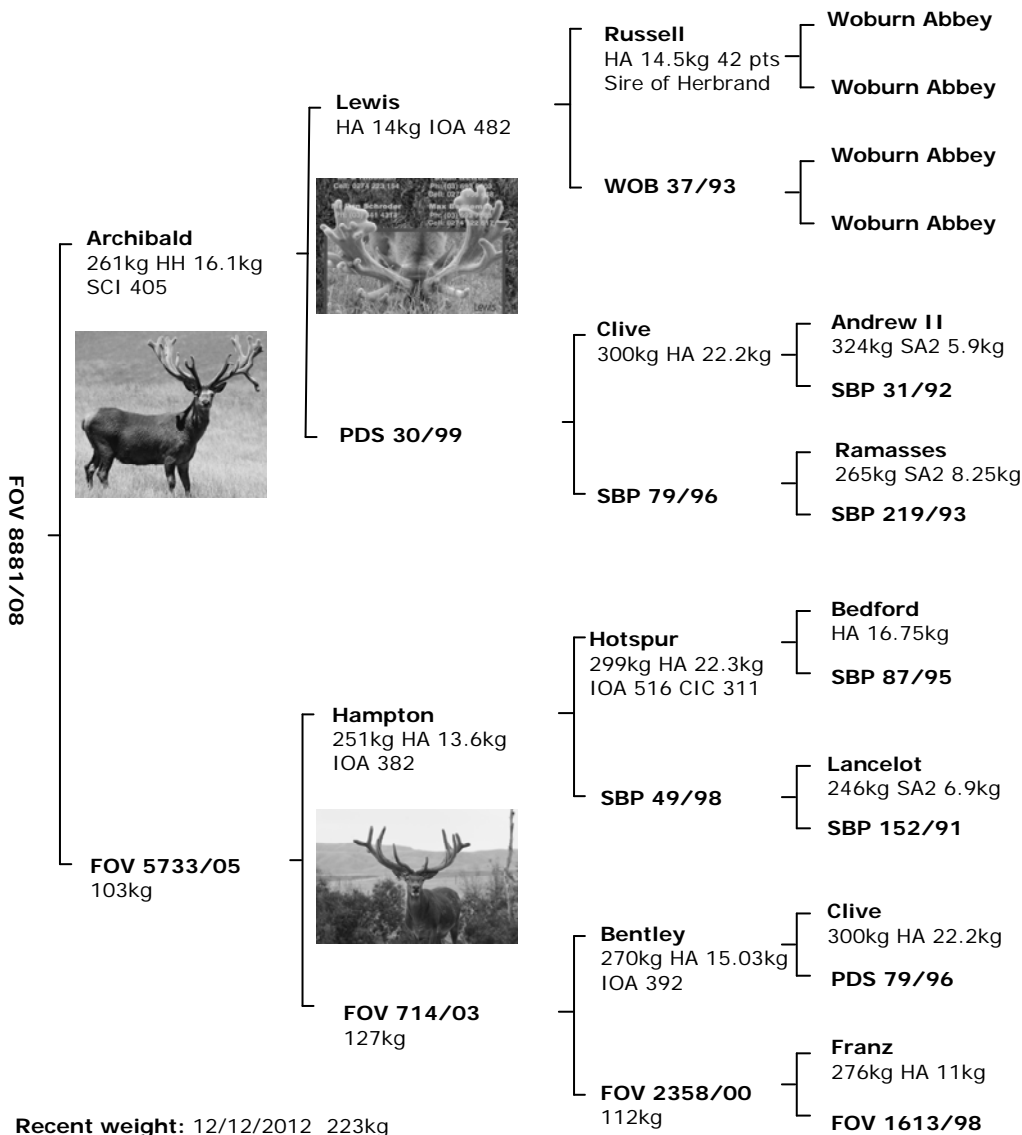 FOV 8881/08
Archibald
261kg HH 16.1kg
SCI 405
FOV 5733/05
103kg
Lewis
HA 14kg IOA 482
Lewis
PDS 30/99
Hampton
251kg HA 13.6kg
IOA 382
FOV 714/03
127kg
Russell
HA 14.5kg 42 pts
Sire of Herbrand
WOB 37/93
Clive
300kg HA 22.2kg
SBP 79/96
Hotspur
299kg HA 22.3kg
IOA 516 CIC 311
SBP 49/98
Bentley
270kg HA 15.03kg
IOA 392
FOV 2358/00
112kg
Woburn Abbey
Woburn Abbey
Woburn Abbey
Woburn Abbey
Andrew II
324kg SA2 5.9kg
SBP 31/92
Ramasses
265kg SA2 8.25kg
SBP 219/93
Bedford
HA 16.75kg
SBP 87/95
Lancelot
246kg SA2 6.9kg
SBP 152/91
Clive
300kg HA 22.2kg
PDS 79/96
Franz
276kg HA 11kg
FOV 1613/98
Recent weight: 12/12/2012 223kg